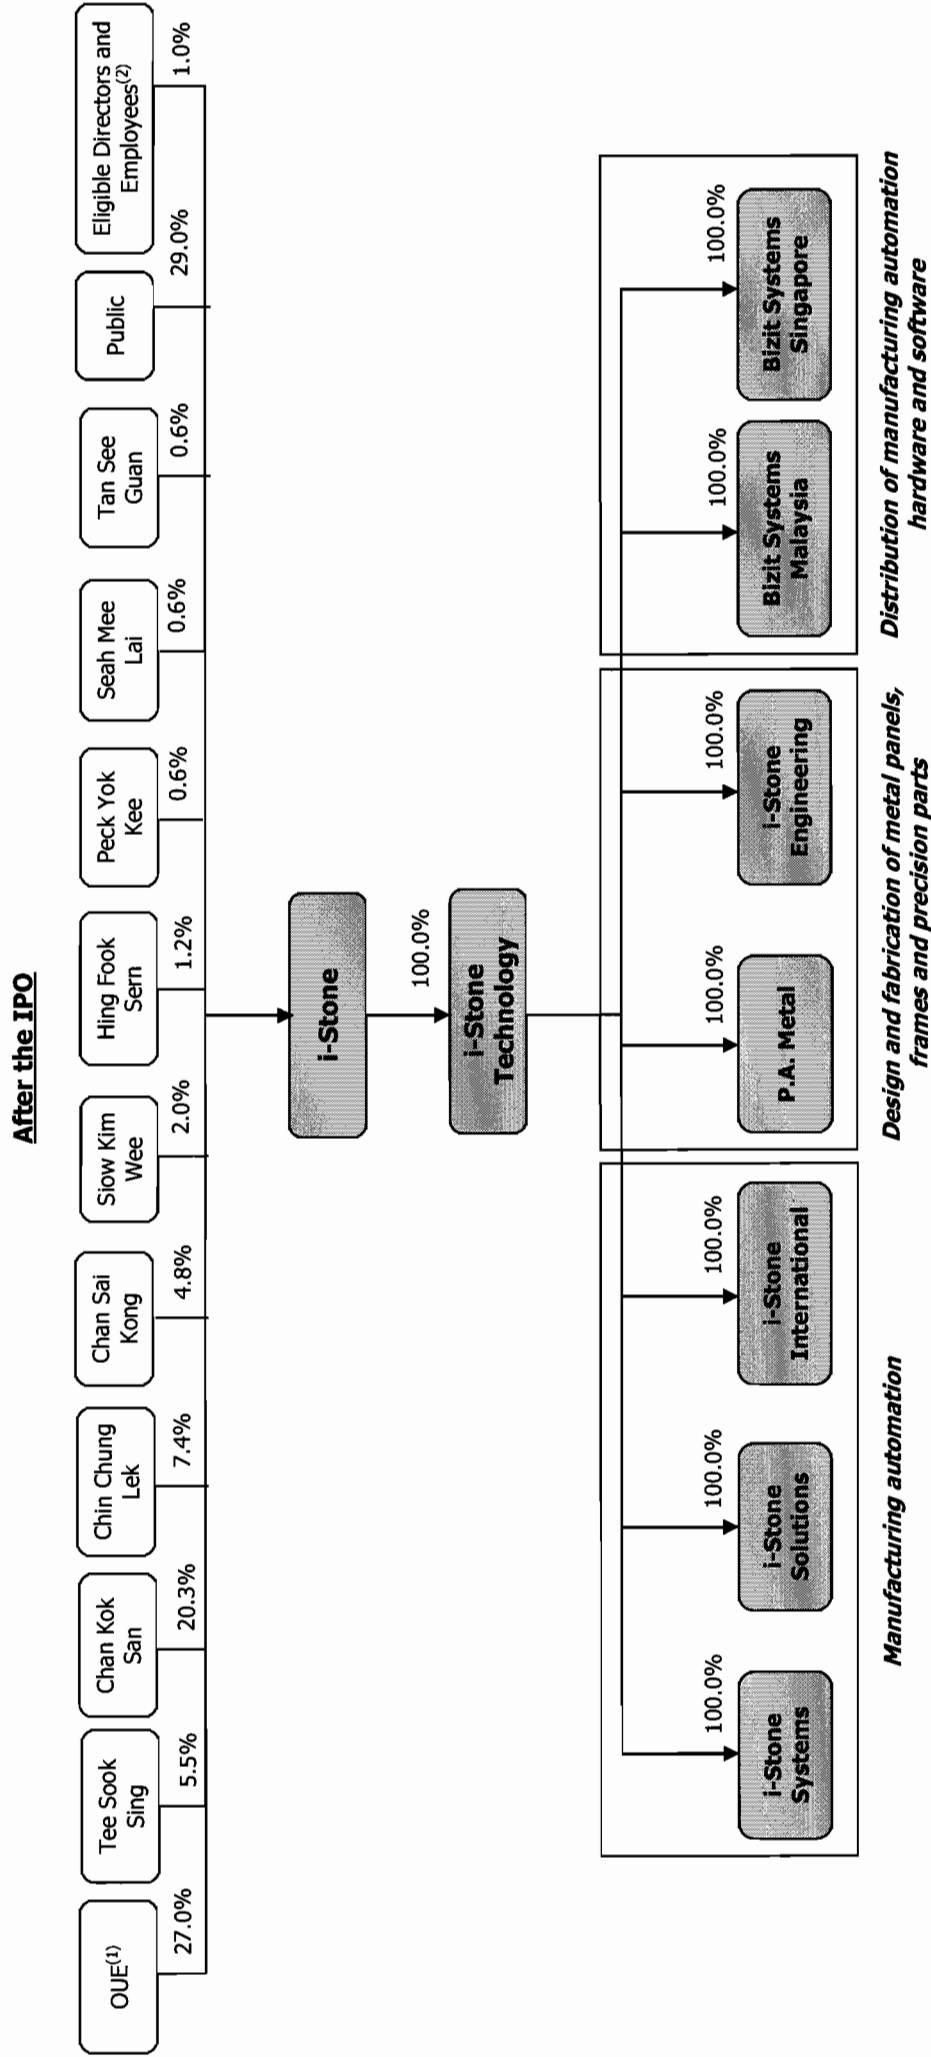 After the IPO
OUE(1)
27.0%
Tee Sook
Sing
5.5%
Chan Kok
San
20.3%
Chin Chung
Lek
7.4%
Chan Sai
Kong
4.8%
Siow Kim
Wee
2.0%
Hing Fook
Sern
1.2%
Peck Yok
Kee
0.6%
Seah Mee
Lai
0.6%
Tan See
Guan
0.6%
Public
29.0%
Eligible Directors and
Employees(2)
1.0%
i-Stone
100.0%
i-Stone
Technology
100.0%
i-Stone
Systems
100.0%
i-Stone
Solutions
100.0%
i-Stone
International
100.0%
P.A. Metal
100.0%
i-Stone
Engineering
100.0%
Bizit Systems
Malaysia
100.0%
Bizit Systems
Singapore
Manufacturing automation
Design and fabrication of metal panels,
frames and precision parts
Distribution of manufacturing automation
hardware and software